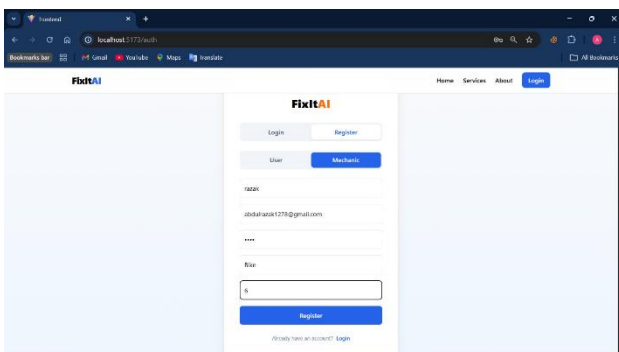 frontend
localhost:5173/auth
Bookmarks bar Gmail YouTube Maps Translate All Bookmarks
FixItAI Home Services About Login
FixItAI
Login Register
User Mechanic
razak
abdulrazak1278@gmail.com
••••
6
Register
Already have an account? Login